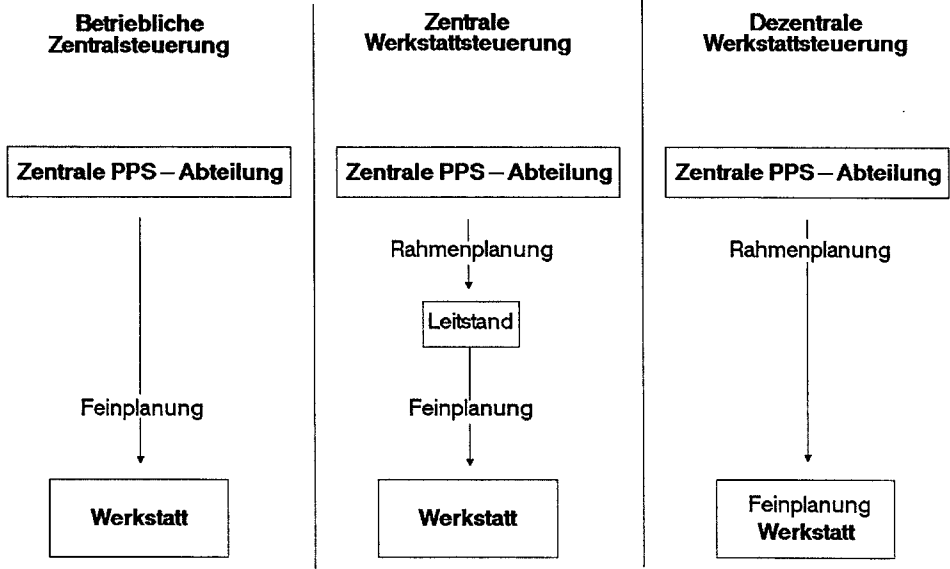 Betriebliche
Zentralsteuerung
Zentrale PPS – Abteilung
Feinplanung
Werkstatt
Zentrale
Werkstattsteuerung
Zentrale PPS – Abteilung
Rahmenplanung
Leitstand
Feinplanung
Werkstatt
Dezentrale
Werkstattsteuerung
Zentrale PPS – Abteilung
Rahmenplanung
Feinplanung
Werkstatt